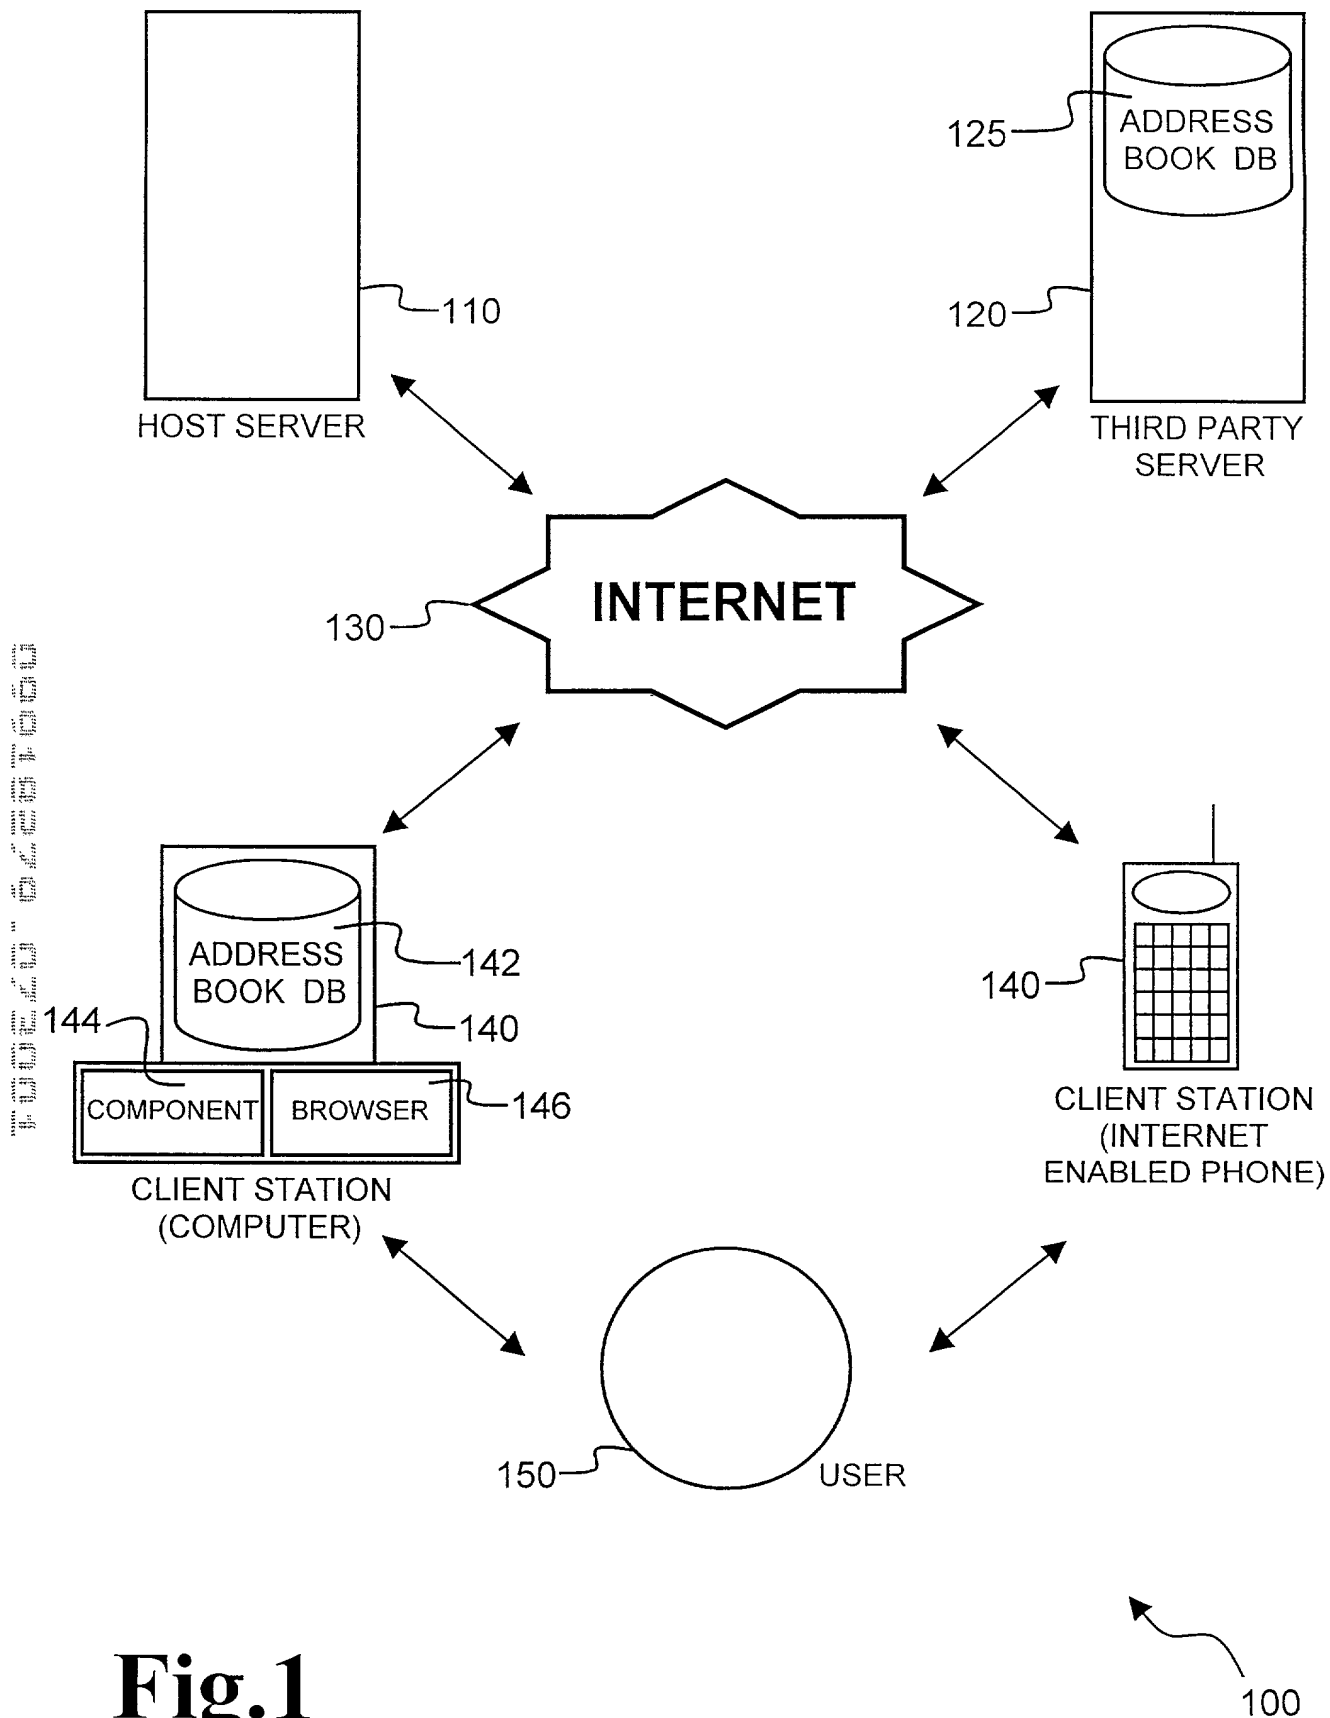 ADDRESS
BOOK DB
125
110
120
HOST SERVER
THIRD PARTY
SERVER
INTERNET
130
ADDRESS
BOOK DB
142
140
144
COMPONENT
BROWSER
146
CLIENT STATION
(COMPUTER)
140
CLIENT STATION
(INTERNET
ENABLED PHONE)
150
USER
Fig.1
100